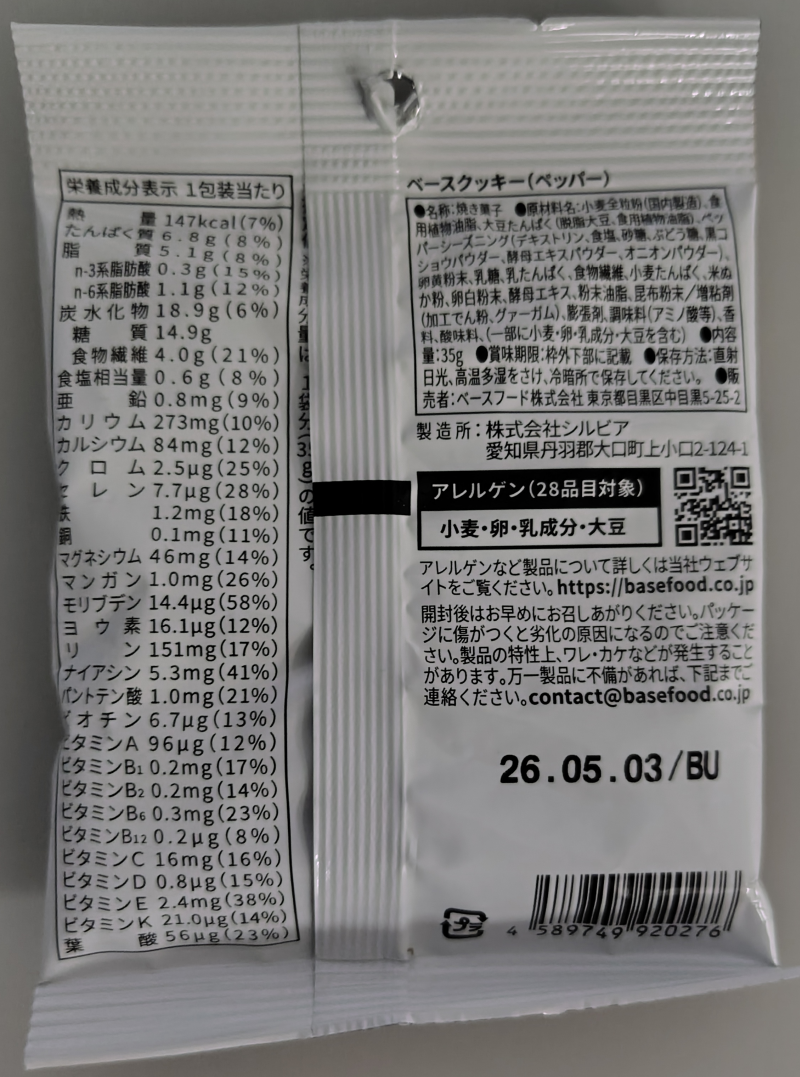 栄養成分表示 1包装当たり
熱量 147kcal(7%)
たんぱく質 6.8g(8%)
脂質 5.1g(8%)
n-3系脂肪酸 0.3g(15%)
n-6系脂肪酸 1.1g(12%)
炭水化物 18.9g(6%)
糖質 14.9g
食物繊維 4.0g(21%)
食塩相当量 0.6g(8%)
亜鉛 0.8mg(9%)
カリウム 273mg(10%)
カルシウム 84mg(12%)
クロム 2.5μg(25%)
セレン 7.7μg(28%)
鉄 1.2mg(18%)
銅 0.1mg(11%)
マグネシウム 46mg(14%)
マンガン 1.0mg(26%)
モリブデン 14.4μg(58%)
ヨウ素 16.1μg(12%)
リン 151mg(17%)
ナイアシン 5.3mg(41%)
パントテン酸 1.0mg(21%)
ビオチン 6.7μg(13%)
ビタミンA 96μg(12%)
ビタミンB1 0.2mg(17%)
ビタミンB2 0.2mg(14%)
ビタミンB6 0.3mg(23%)
ビタミンB12 0.2μg(8%)
ビタミンC 16mg(16%)
ビタミンD 0.8μg(15%)
ビタミンE 2.4mg(38%)
ビタミンK 21.0μg(14%)
葉酸 56μg(23%)
の値です。
ベースクッキー(ペッパー)
●名称:焼き菓子 ●原材料名:小麦全粒粉(国内製造)、食
用植物油脂、大豆たんぱく(脱脂大豆、食用植物油脂)、ペッ
パーシーズニング(デキストリン、食塩、砂糖、ぶどう糖、黒コ
ショウパウダー、酵母エキスパウダー、オニオンパウダー)、
卵黄粉末、乳糖、乳たんぱく、食物繊維、小麦たんぱく、米ぬ
か粉、卵白粉末、酵母エキス、粉末油脂、昆布粉末/増粘剤
(加工でん粉、グァーガム)、膨張剤、調味料(アミノ酸等)、香
料、酸味料、(一部に小麦・卵・乳成分・大豆を含む) ●内容
量:35g ●賞味期限:枠外下部に記載 ●保存方法:直射
日光、高温多湿をさけ、冷暗所で保存してください。 ●販
売者:ベースフード株式会社 東京都目黒区中目黒5-25-2
製造所:株式会社シルビア
愛知県丹羽郡大口町上小口2-124-1
アレルゲン(28品目対象)
小麦・卵・乳成分・大豆
アレルゲンなど製品について詳しくは当社ウェブサ
イトをご覧ください。https://basefood.co.jp
開封後はお早めにお召しあがりください。パッケー
ジに傷がつくと劣化の原因になるのでご注意くだ
さい。製品の特性上、ワレ・カケなどが発生すること
があります。万一製品に不備があれば、下記までご
連絡ください。contact@basefood.co.jp
26.05.03/BU
プラ
4 589749 920276